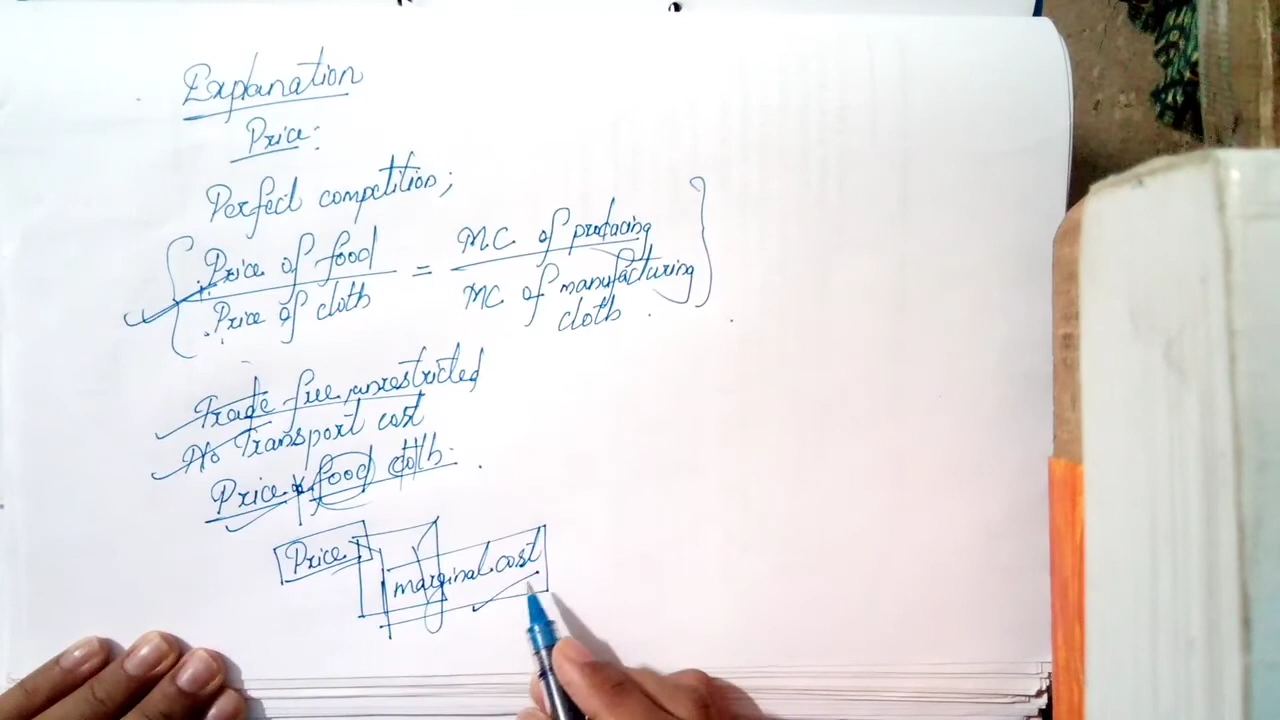 Explanation
Price:
Perfect competition;
Price of food / Price of cloth = MC of producing / MC of manufacturing cloth.
Trade free, unrestricted
No Transport cost
Price food cloth.
Price
marginal cost